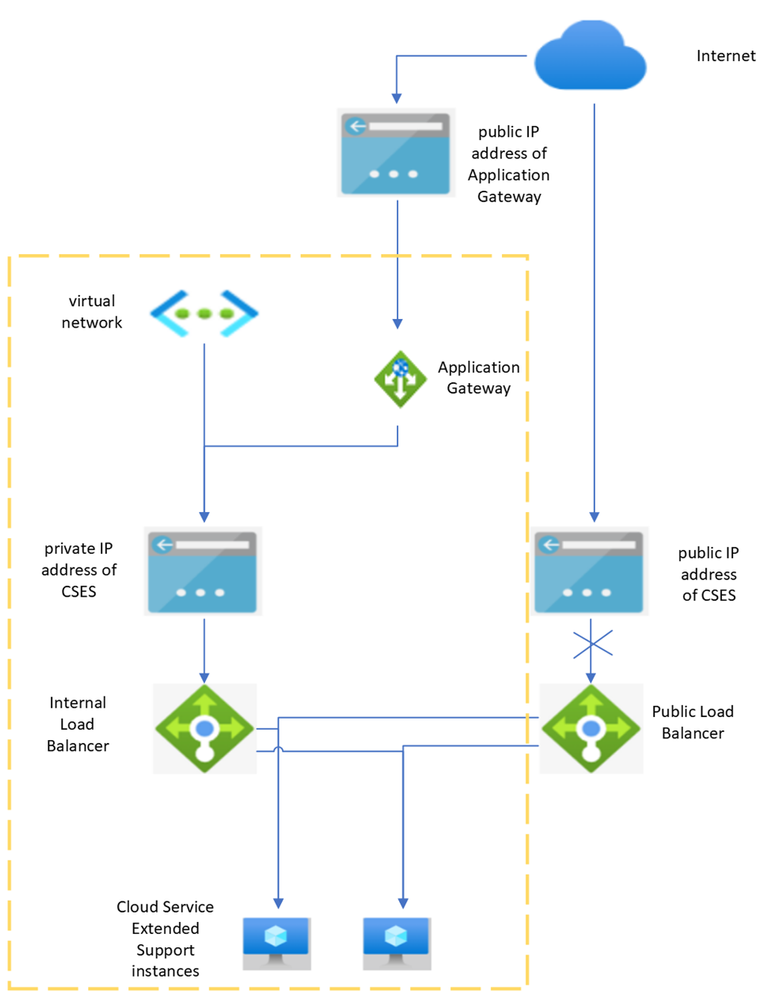 Internet
public IP
address of
Application
Gateway
virtual
network
Application
Gateway
private IP
address of
CSES
public IP
address
of CSES
Internal
Load
Balancer
Public Load
Balancer
Cloud Service
Extended
Support
instances